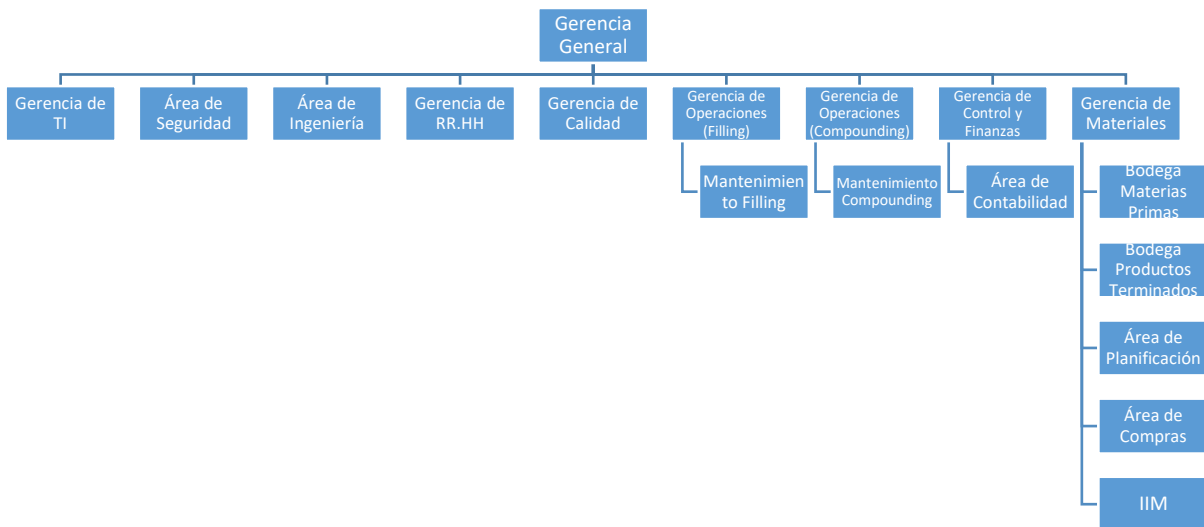 Gerencia
General
Gerencia de
TI
Área de
Seguridad
Área de
Ingeniería
Gerencia de
RR.HH
Gerencia de
Calidad
Gerencia de
Operaciones
(Filling)
Gerencia de
Operaciones
(Compounding)
Gerencia de
Control y
Finanzas
Gerencia de
Materiales
Mantenimien
to Filling
Mantenimiento
Compounding
Área de
Contabilidad
Bodega
Materias
Primas
Bodega
Productos
Terminados
Área de
Planificación
Área de
Compras
IIM